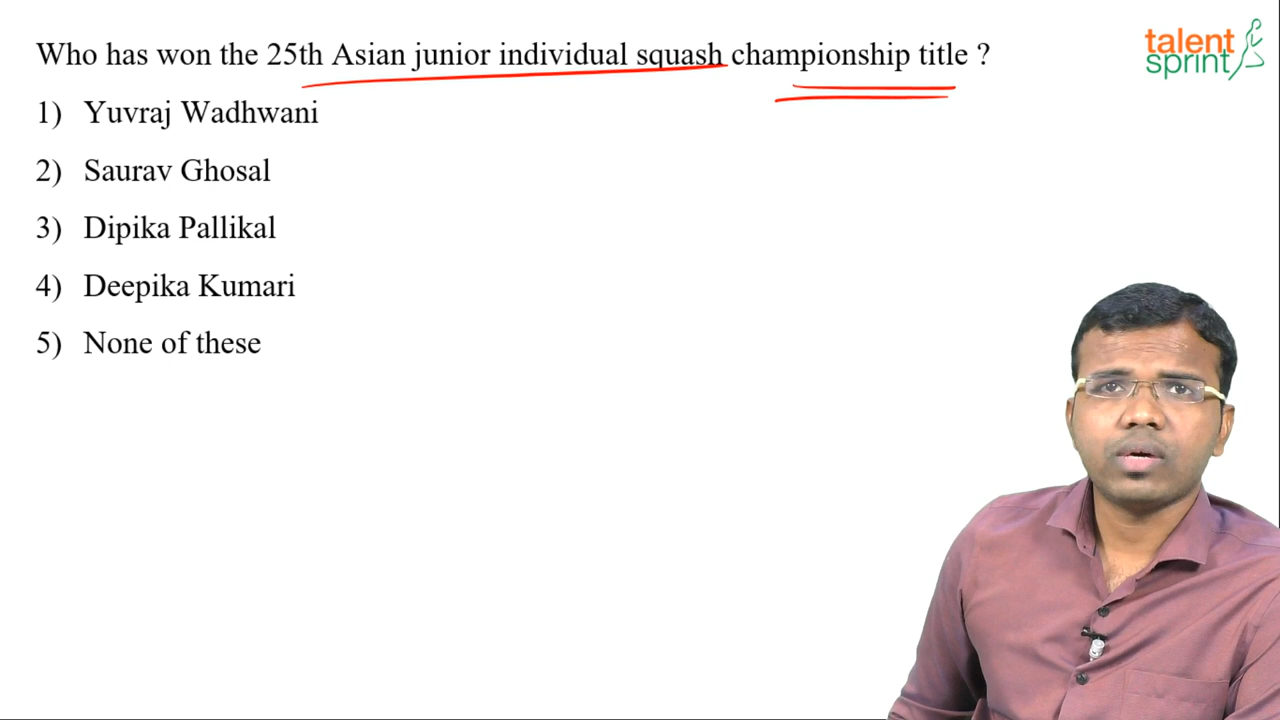 Who has won the 25th Asian junior individual squash championship title ?
talent
sprint
1) Yuvraj Wadhwani
2) Saurav Ghosal
3) Dipika Pallikal
4) Deepika Kumari
5) None of these